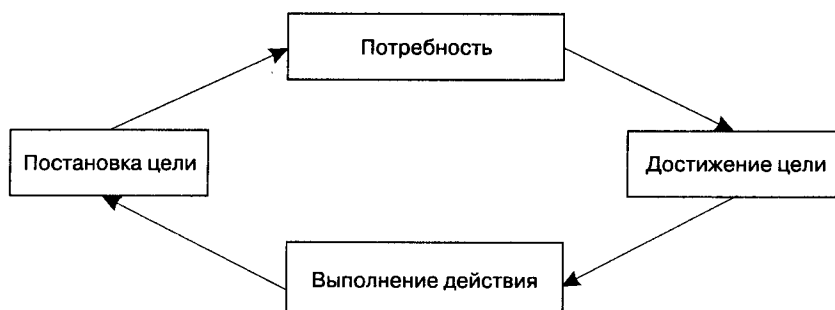 Потребность
Постановка цели
Достижение цели
Выполнение действия